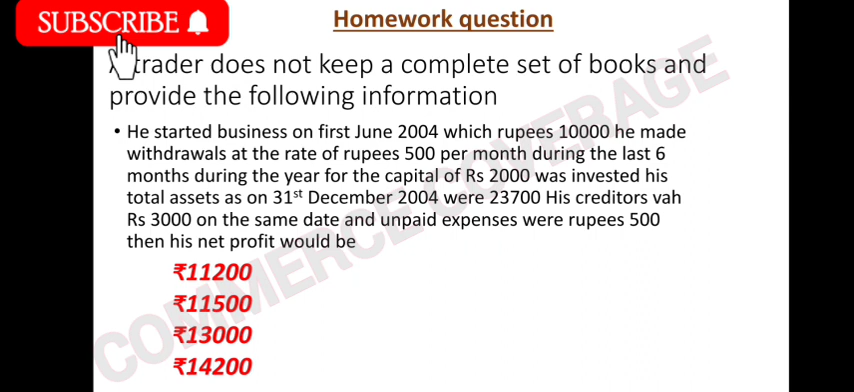 SUBSCRIBE
Homework question
trader does not keep a complete set of books and
provide the following information
• He started business on first June 2004 which rupees 10000 he made
withdrawals at the rate of rupees 500 per month during the last 6
months during the year for the capital of Rs 2000 was invested his
total assets as on 31st December 2004 were 23700 His creditors vah
Rs 3000 on the same date and unpaid expenses were rupees 500
then his net profit would be
₹11200
₹11500
₹13000
₹14200
COMMERCE COVERAGE